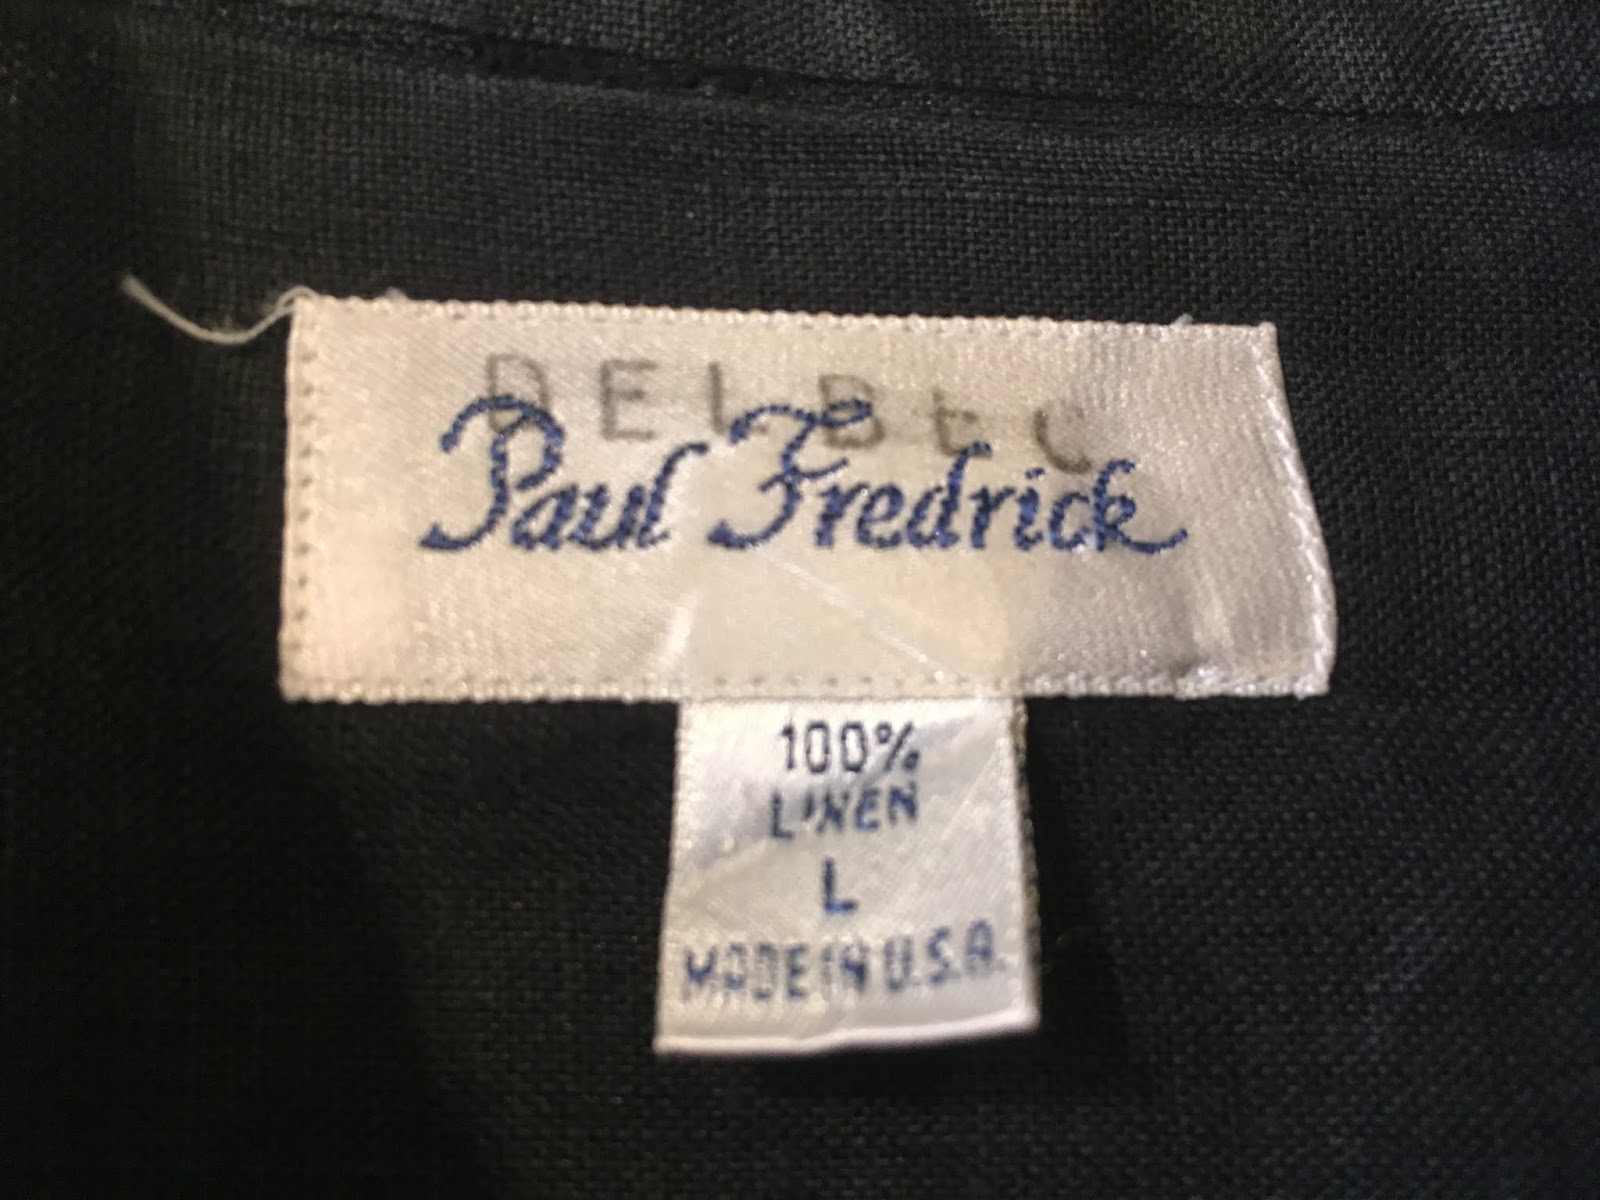 Paul Fredrick
100%
LINEN
L
MADE IN U.S.A.